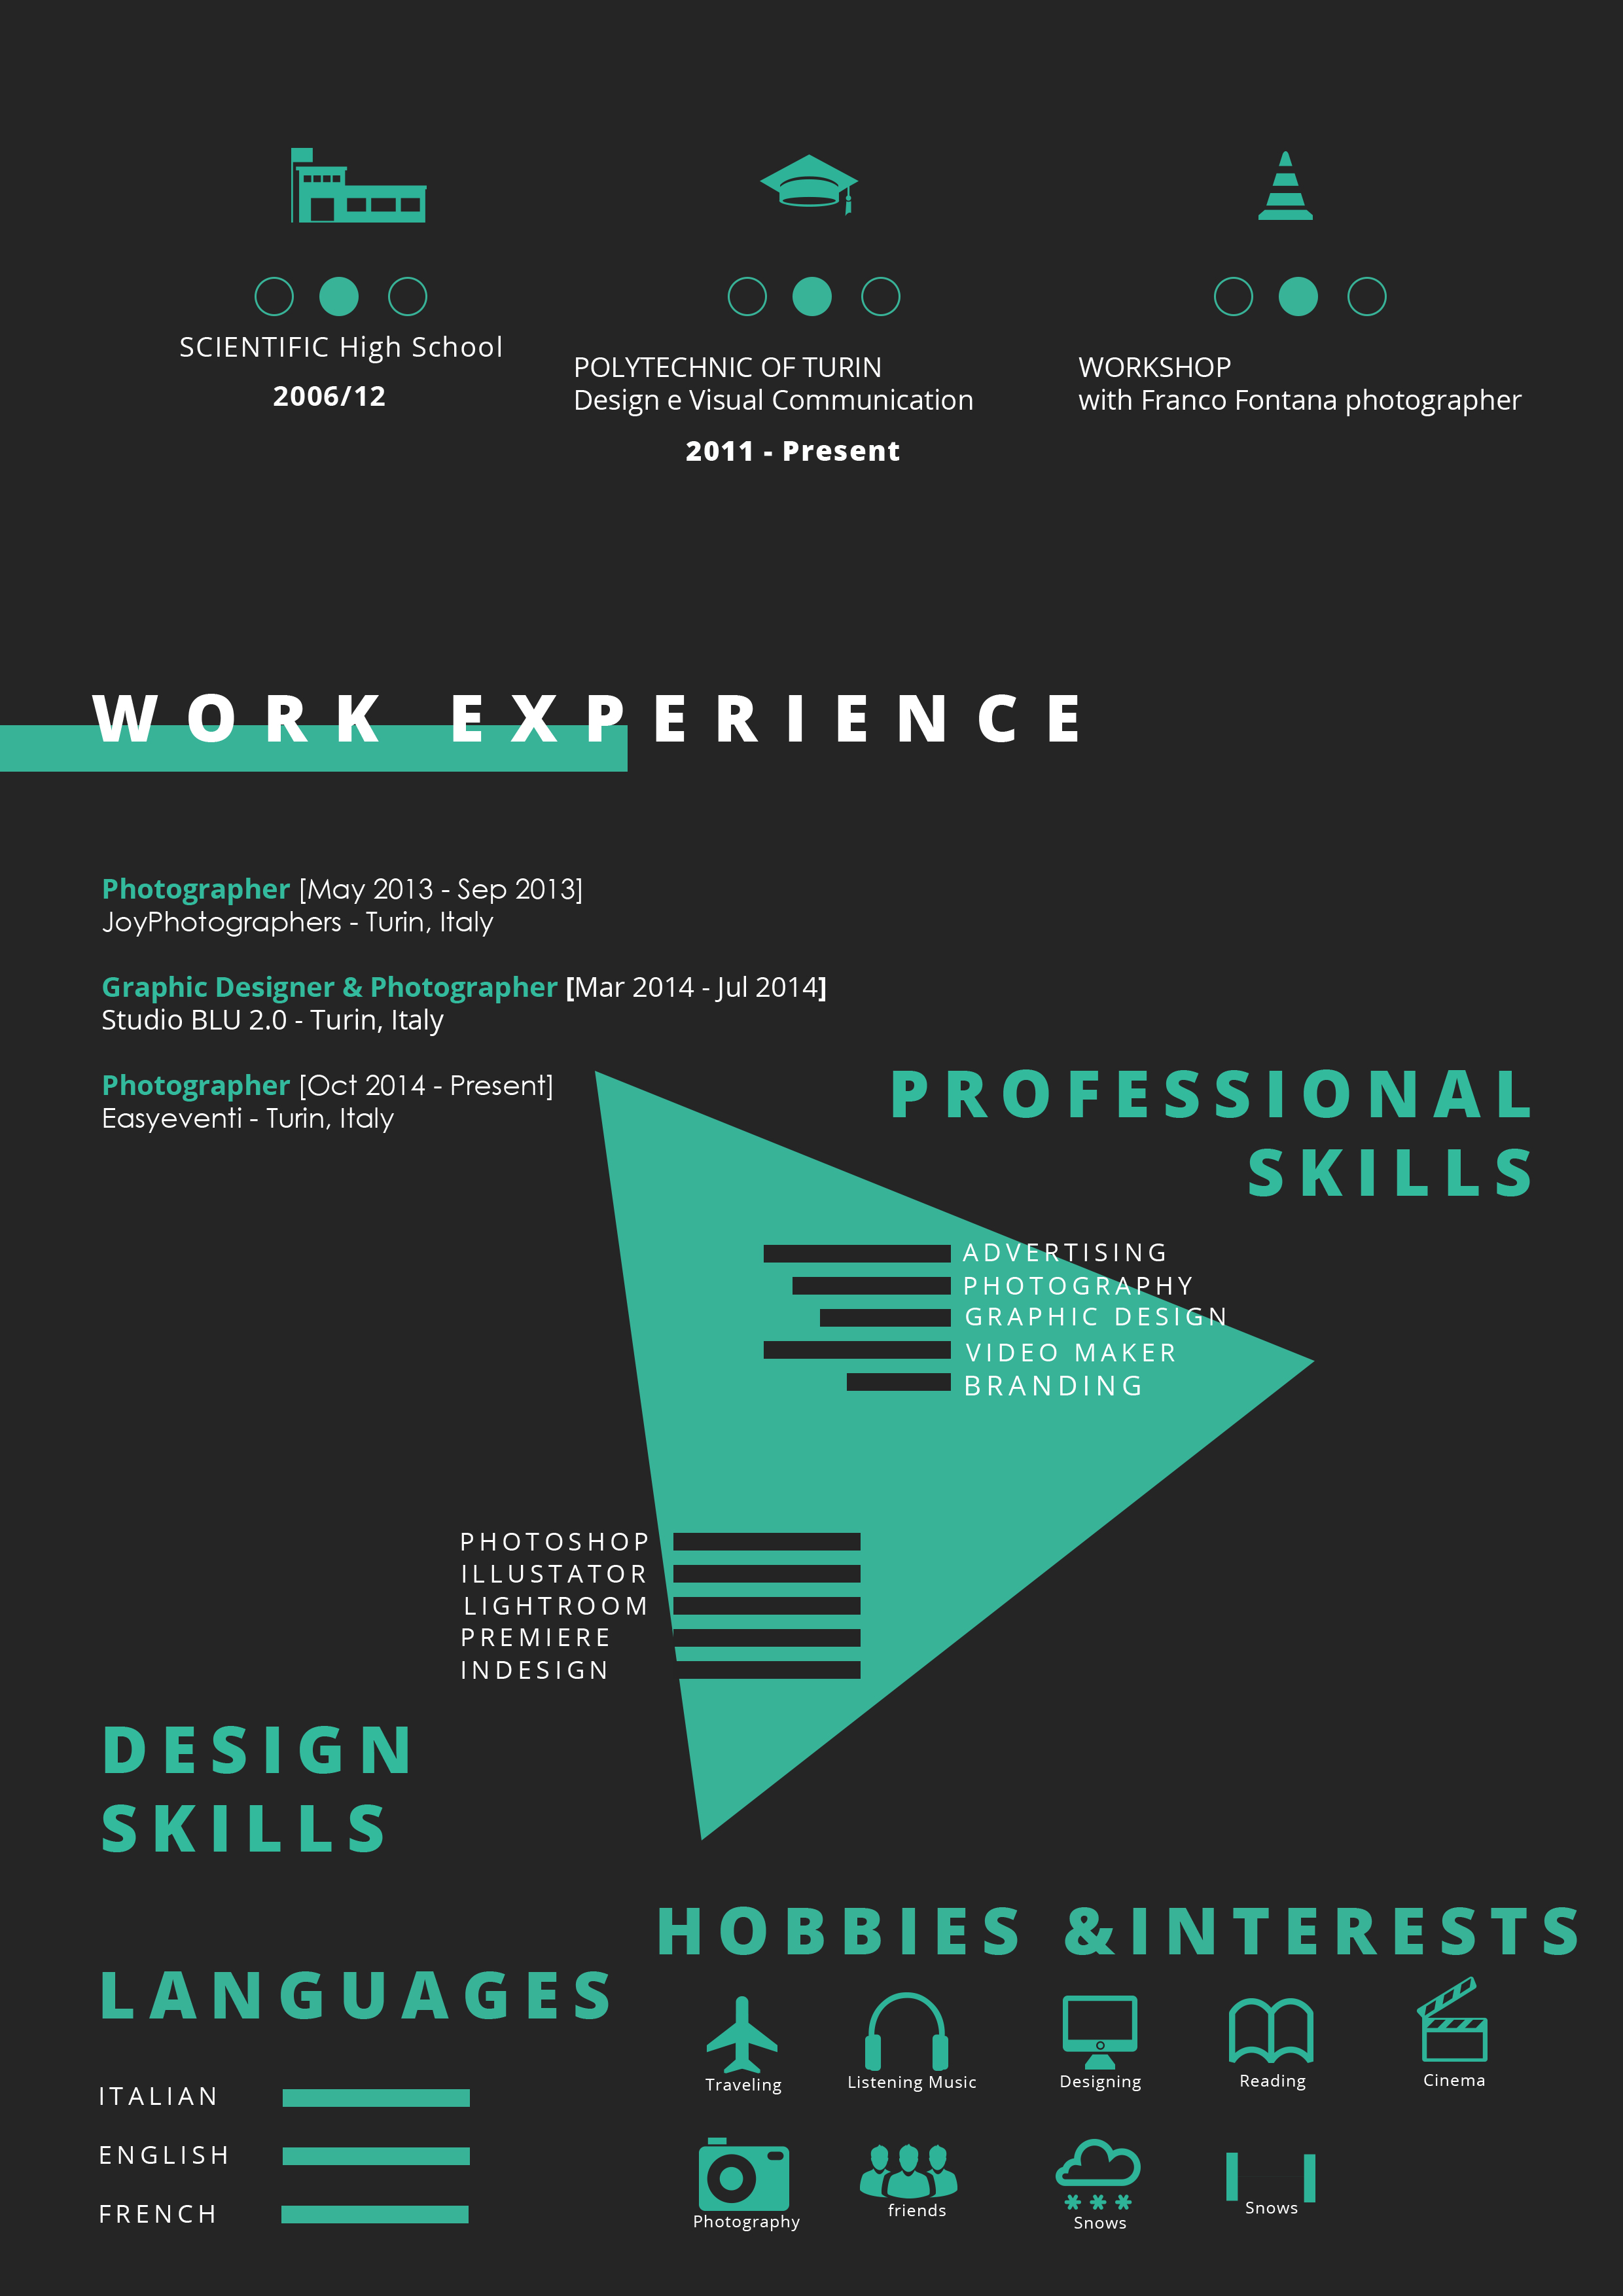 SCIENTIFIC High School
2006/12
POLYTECHNIC OF TURIN
Design e Visual Communication
2011 - Present
WORKSHOP
with Franco Fontana photographer
WORK EXPERIENCE
Photographer [May 2013 - Sep 2013]
JoyPhotographers - Turin, Italy
Graphic Designer & Photographer [Mar 2014 - Jul 2014]
Studio BLU 2.0 - Turin, Italy
Photographer [Oct 2014 - Present]
Easyeventi - Turin, Italy
PROFESSIONAL
SKILLS
ADVERTISING
PHOTOGRAPHY
GRAPHIC DESIGN
VIDEO MAKER
BRANDING
PHOTOSHOP
ILLUSTATOR
LIGHTROOM
PREMIERE
INDESIGN
DESIGN
SKILLS
LANGUAGES
ITALIAN
ENGLISH
FRENCH
HOBBIES &INTERESTS
Traveling
Listening Music
Designing
Reading
Cinema
Photography
friends
Snows
Snows